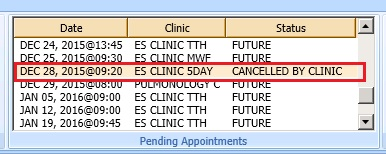 Date Clinic Status
DEC 24, 2015@13:45 ES CLINIC TTH FUTURE
DEC 25, 2015@09:30 ES CLINIC MWF FUTURE
DEC 28, 2015@09:20 ES CLINIC 5DAY CANCELLED BY CLINIC
DEC 29, 2015@08:00 PULMONOLOGY C FUTURE
JAN 05, 2016@09:00 ES CLINIC TTH FUTURE
JAN 12, 2016@09:00 ES CLINIC TTH FUTURE
JAN 19, 2016@09:45 ES CLINIC TTH FUTURE
Pending Appointments